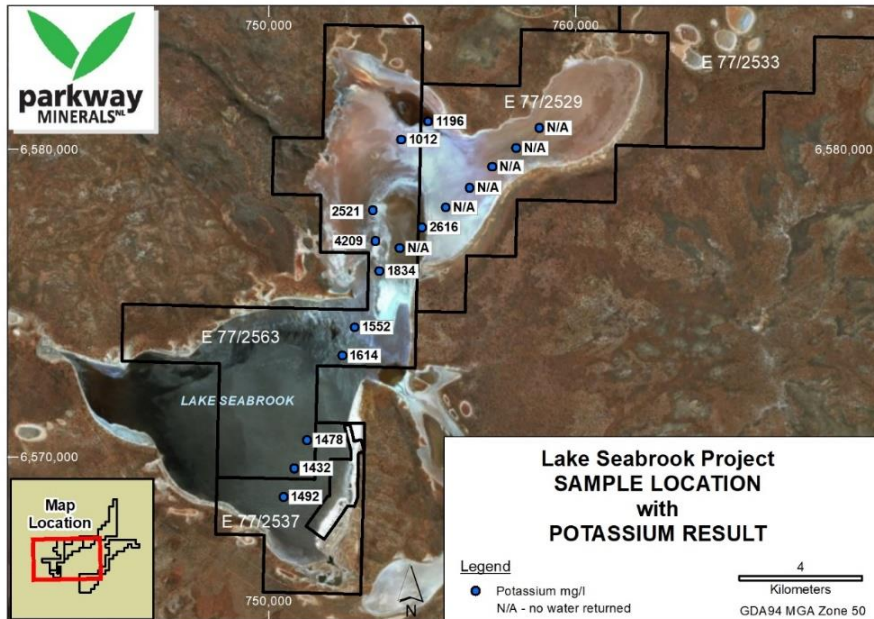 750,000
760,000
parkway
MINERALS NL
E 77/2533
E 77/2529
1196
N/A
6,580,000
1012
N/A
6,580,000
N/A
N/A
2521
N/A
2616
4209
N/A
1834
1552
E 77/2563
1614
LAKE SEABROOK
1478
6,570,000
1432
1492
E 77/2537
Map
Location
750,000
N
Lake Seabrook Project
SAMPLE LOCATION
with
POTASSIUM RESULT
Legend
Potassium mg/l
N/A - no water returned
4
Kilometers
GDA94 MGA Zone 50